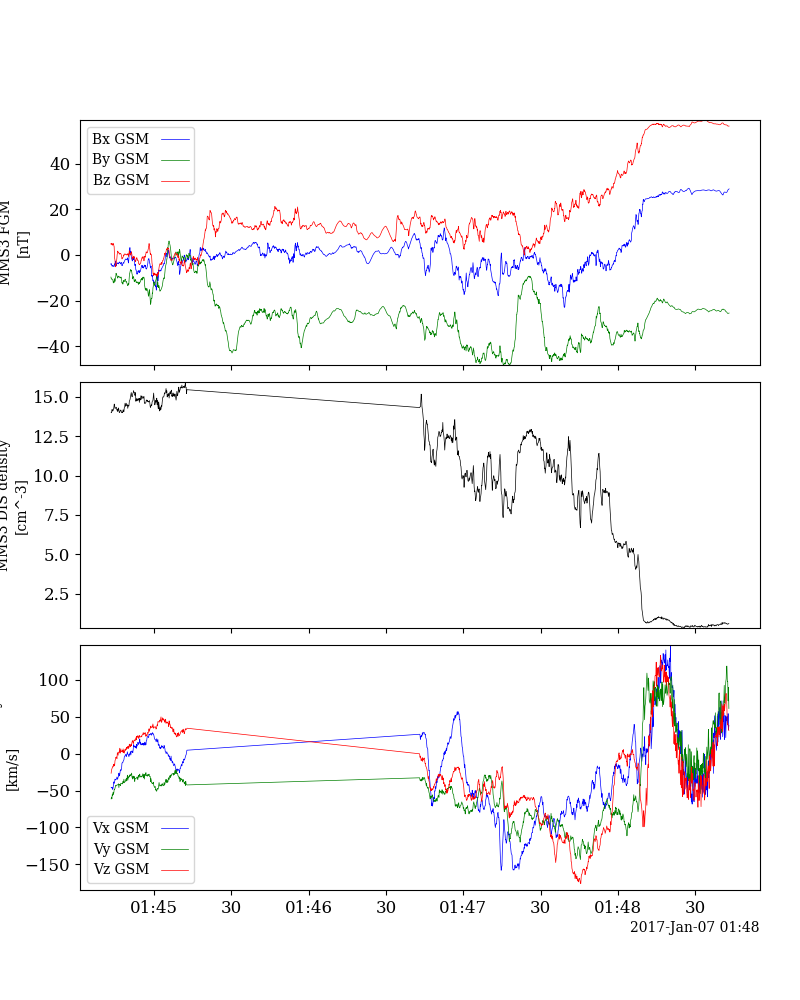 MMS3 FGM
[nT]
40
20
0
−20
−40
Bx GSM
By GSM
Bz GSM
MMS3 DIS density
[cm^-3]
15.0
12.5
10.0
7.5
5.0
2.5
[km/s]
100
50
0
−50
−100
−150
Vx GSM
Vy GSM
Vz GSM
01:45
30
01:46
30
01:47
30
01:48
30
2017-Jan-07 01:48